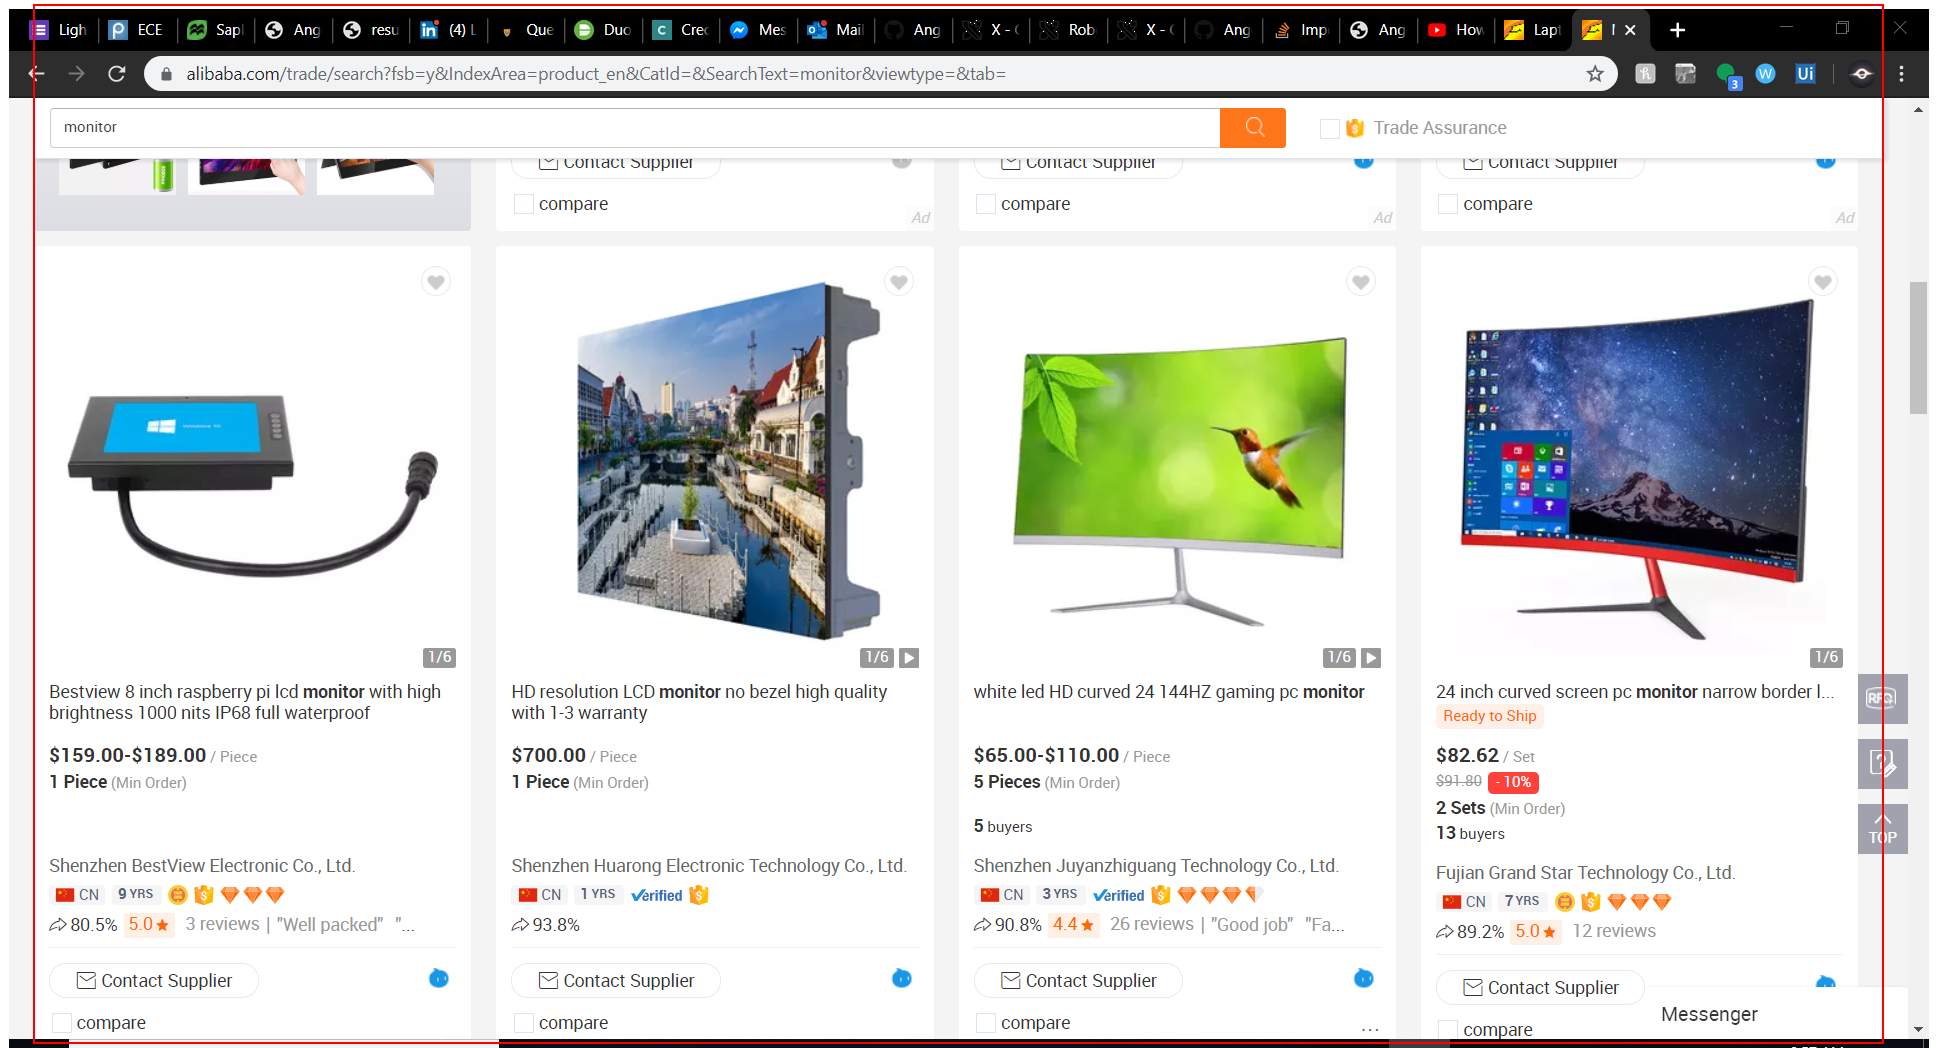 Ligh
ECE
Sapl
Ang
resu
(4) L
Que
Duo
Crec
Mes
Mail
Ang
X - (
Rob
X - (
Ang
Imp
Ang
How
Lapt
alibaba.com/trade/search?fsb=y&IndexArea=product_en&CatId=&SearchText=monitor&viewtype=&tab=
3
W
Ui
monitor
Trade Assurance
Contact Supplier
Contact Supplier
Contact Supplier
compare
Ad
compare
Ad
compare
Ad
1/6
Bestview 8 inch raspberry pi lcd monitor with high
brightness 1000 nits IP68 full waterproof
$159.00-$189.00 / Piece
1 Piece (Min Order)
Shenzhen BestView Electronic Co., Ltd.
CN 9 YRS
80.5% 5.0 3 reviews | "Well packed" "...
Contact Supplier
compare
1/6
HD resolution LCD monitor no bezel high quality
with 1-3 warranty
$700.00 / Piece
1 Piece (Min Order)
Shenzhen Huarong Electronic Technology Co., Ltd.
CN 1 YRS Verified
93.8%
Contact Supplier
compare
1/6
white led HD curved 24 144HZ gaming pc monitor
$65.00-$110.00 / Piece
5 Pieces (Min Order)
5 buyers
Shenzhen Juyanzhiguang Technology Co., Ltd.
CN 3 YRS Verified
90.8% 4.4 26 reviews | "Good job" "Fa...
Contact Supplier
compare
...
1/6
24 inch curved screen pc monitor narrow border l...
Ready to Ship
$82.62 / Set
$91.80 - 10%
2 Sets (Min Order)
13 buyers
Fujian Grand Star Technology Co., Ltd.
CN 7 YRS
89.2% 5.0 12 reviews
Contact Supplier
compare
RFQ
TOP
Messenger